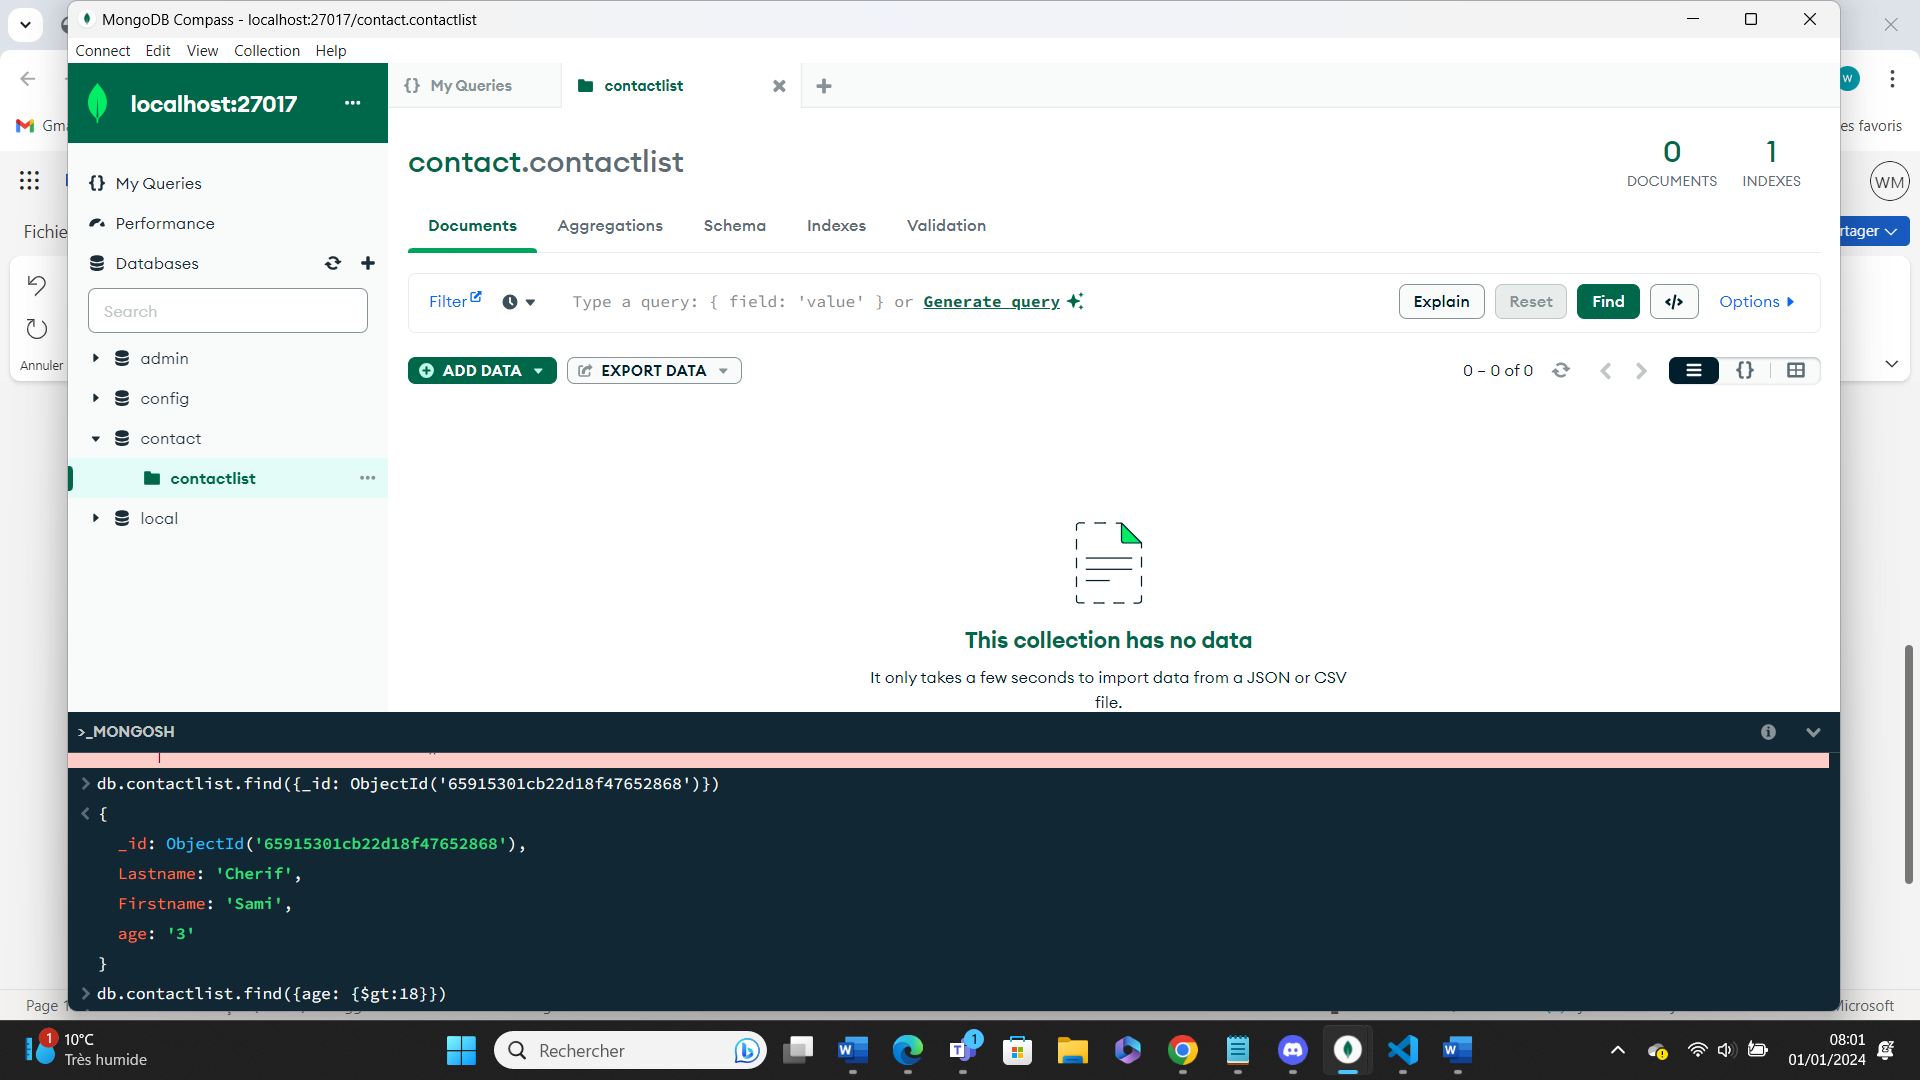 MongoDB Compass - localhost:27017/contact.contactlist
Connect Edit View Collection Help
localhost:27017
My Queries
contactlist
My Queries
Performance
Databases
Search
admin
config
contact
contactlist
local
contact.contactlist
0
DOCUMENTS
1
INDEXES
Documents Aggregations Schema Indexes Validation
Filter
Type a query: { field: 'value' } or Generate query
Explain
Reset
Find
</>
Options
ADD DATA
EXPORT DATA
0 – 0 of 0
{}
This collection has no data
It only takes a few seconds to import data from a JSON or CSV
file.
>_MONGOSH
db.contactlist.find({_id: ObjectId('65915301cb22d18f47652868')})
{
_id: ObjectId('65915301cb22d18f47652868'),
Lastname: 'Cherif',
Firstname: 'Sami',
age: '3'
}
db.contactlist.find({age: {$gt:18}})
Gma
es favoris
W
WM
Fichie
rtager
Annuler
Page 1
Microsoft
1
10°C
Très humide
Rechercher
1
08:01
01/01/2024